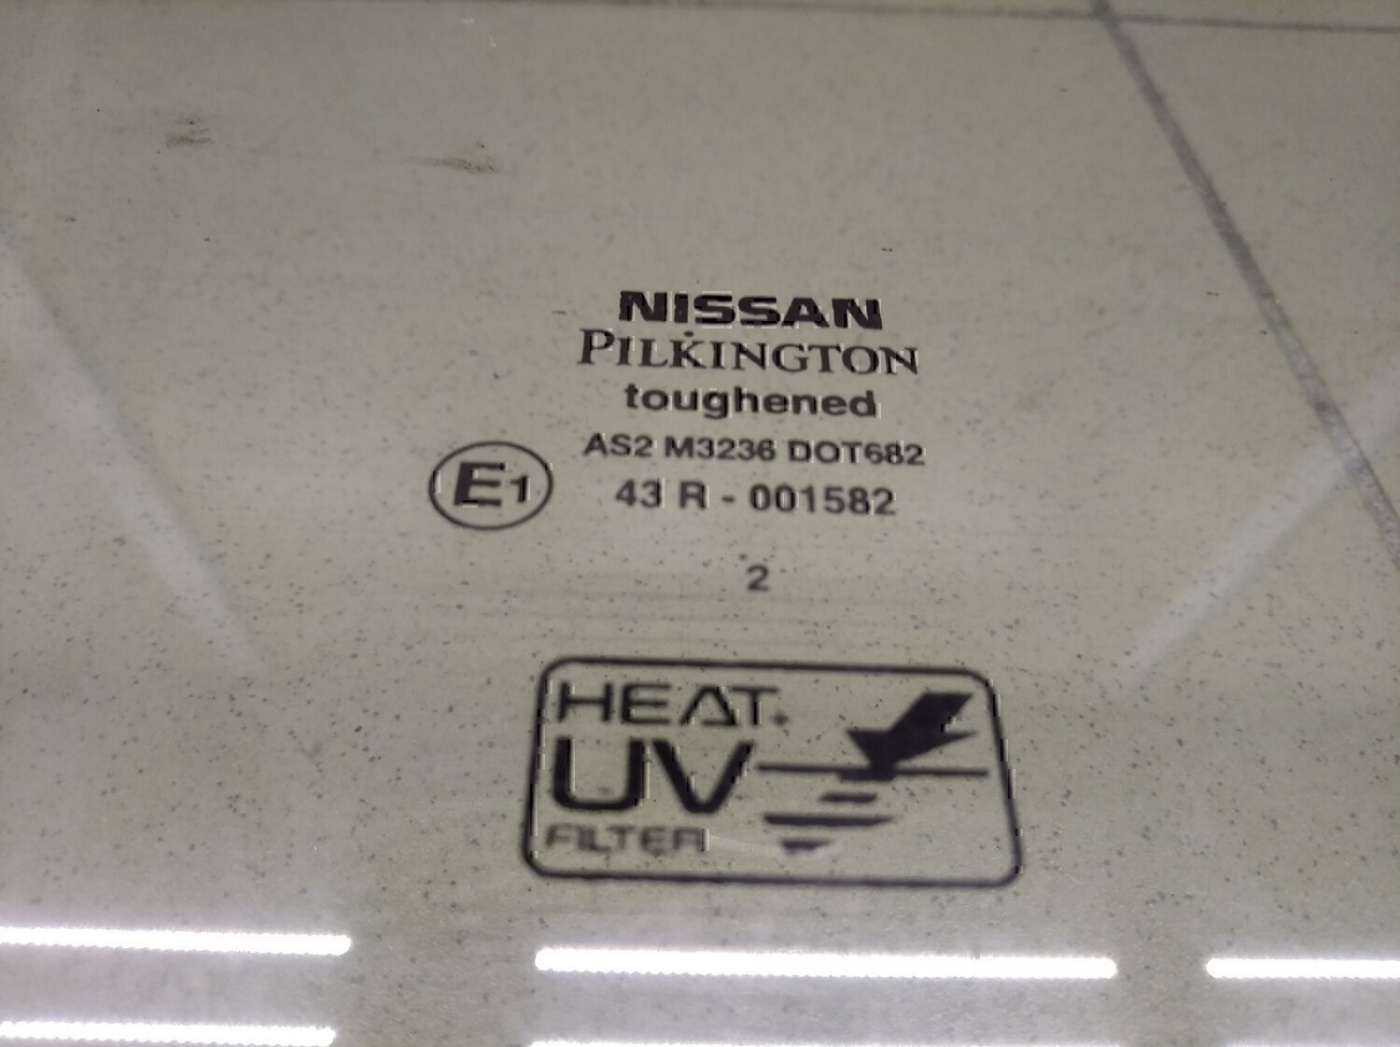 NISSAN
PILKINGTON
toughened
AS2 M3236 DOT682
E1 43 R - 001582
2
HEAT+
UV
FILTER